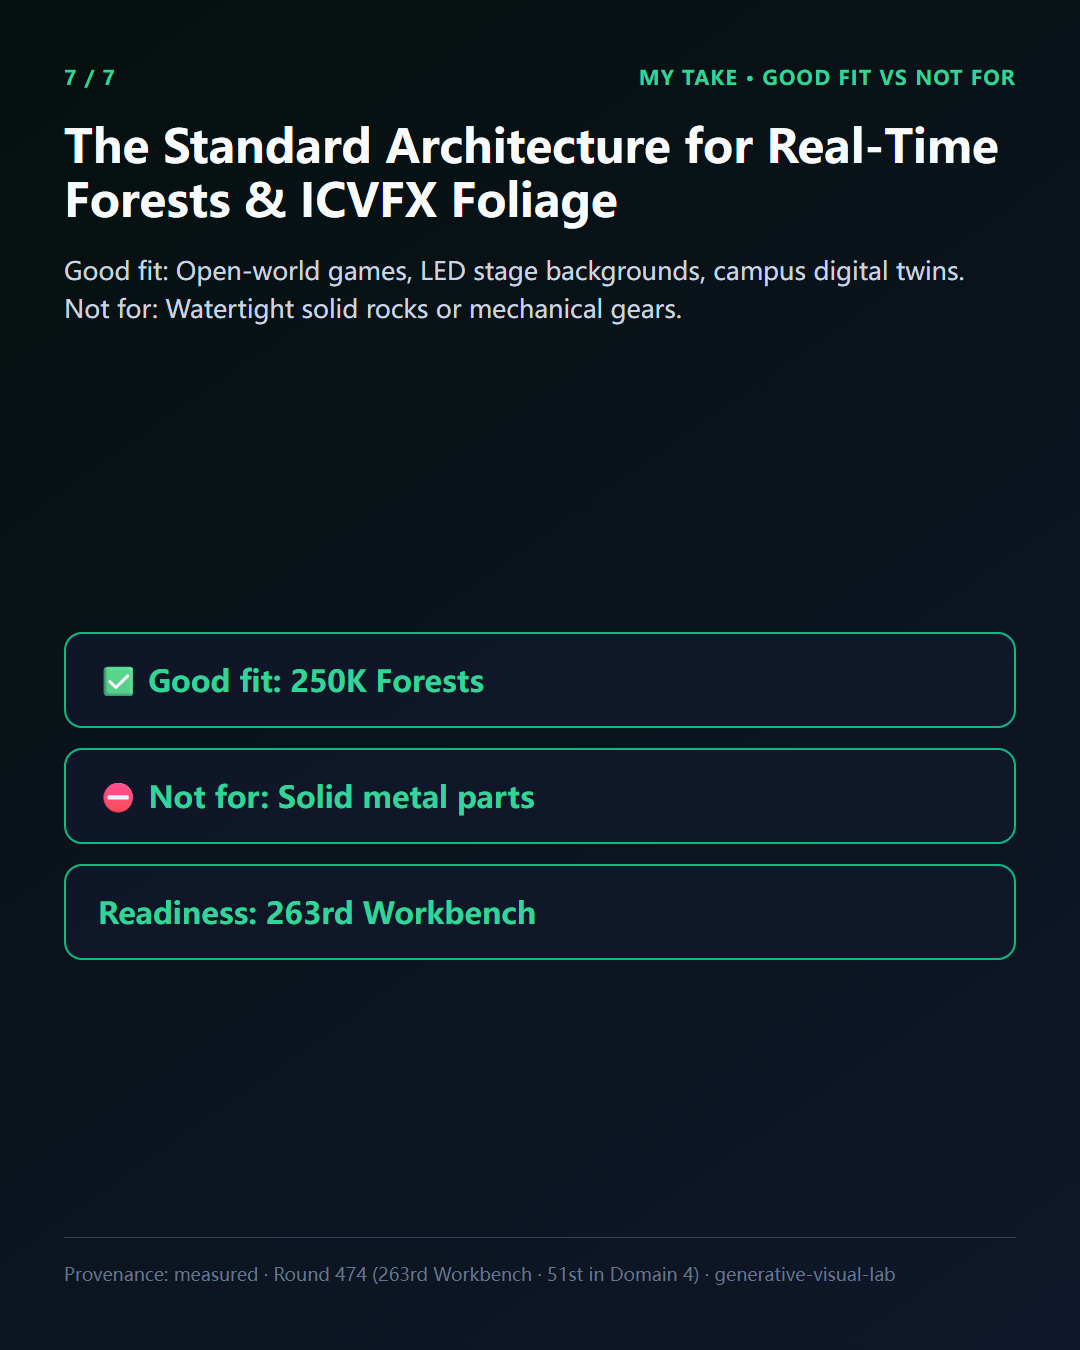 7 / 7
MY TAKE • GOOD FIT VS NOT FOR
The Standard Architecture for Real-Time
Forests & ICVFX Foliage
Good fit: Open-world games, LED stage backgrounds, campus digital twins.
Not for: Watertight solid rocks or mechanical gears.
✅ Good fit: 250K Forests
⛔ Not for: Solid metal parts
Readiness: 263rd Workbench
Provenance: measured · Round 474 (263rd Workbench · 51st in Domain 4) · generative-visual-lab